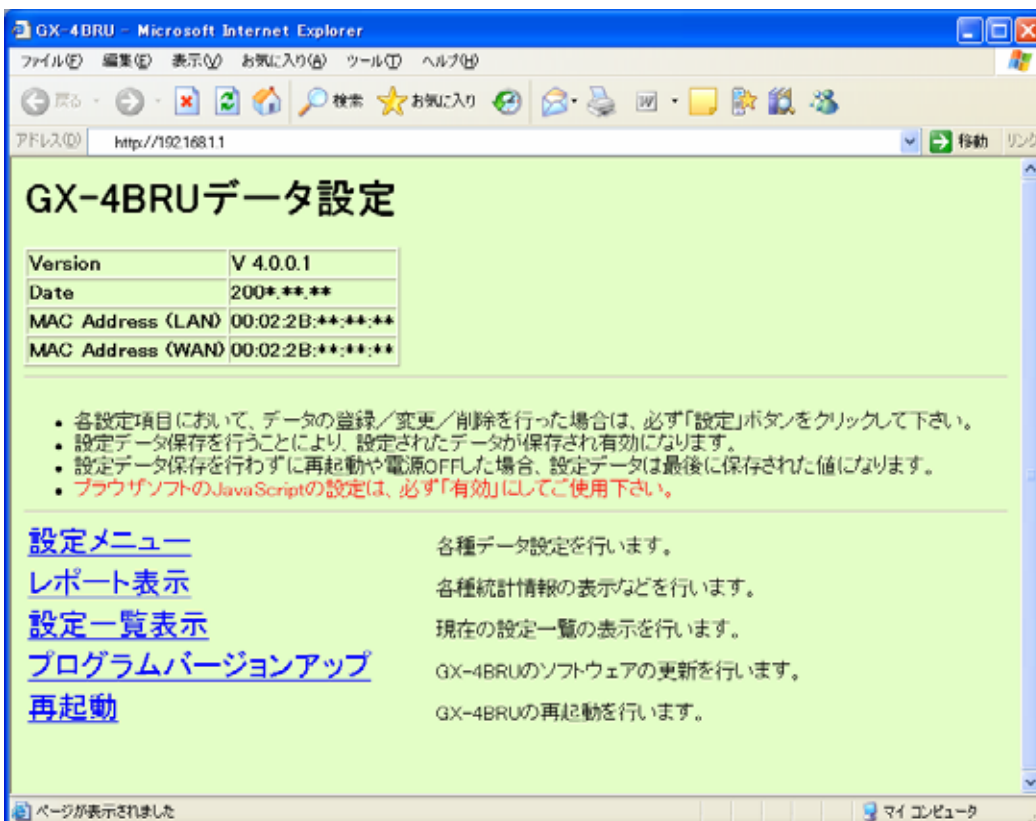 GX-4BRU - Microsoft Internet Explorer
ファイル(F) 編集(E) 表示(V) お気に入り(A) ツール(T) ヘルプ(H)
戻る 検索 お気に入り
アドレス(D) http://192.168.1.1 移動 リンク
GX-4BRUデータ設定
Version V 4.0.0.1
Date 200*.**.**
MAC Address (LAN) 00:02:2B:**:**:**
MAC Address (WAN) 00:02:2B:**:**:**
• 各設定項目において、データの登録／変更／削除を行った場合は、必ず「設定」ボタンをクリックして下さい。
• 設定データ保存を行うことにより、設定されたデータが保存され有効になります。
• 設定データ保存を行わずに再起動や電源OFFした場合、設定データは最後に保存された値になります。
• ブラウザソフトのJavaScriptの設定は、必ず「有効」にしてご使用下さい。
設定メニュー 各種データ設定を行います。
レポート表示 各種統計情報の表示などを行います。
設定一覧表示 現在の設定一覧の表示を行います。
プログラムバージョンアップ GX-4BRUのソフトウェアの更新を行います。
再起動 GX-4BRUの再起動を行います。
ページが表示されました マイ コンピュータ